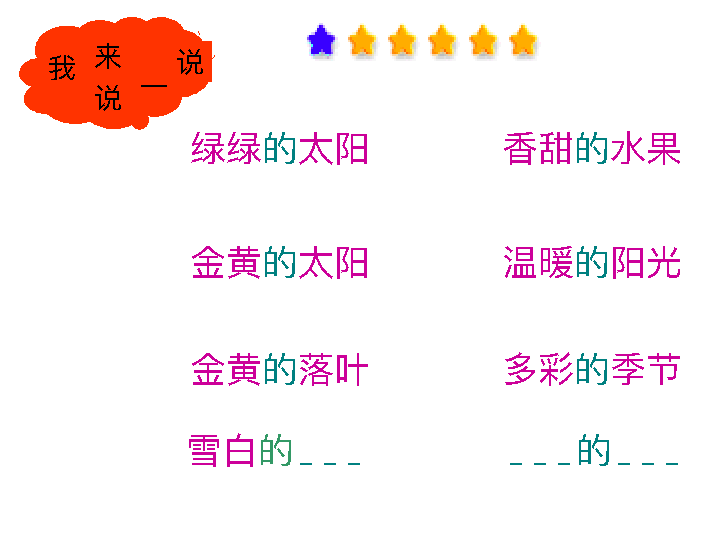 我来说一说
绿绿的太阳 香甜的水果
金黄的太阳 温暖的阳光
金黄的落叶 多彩的季节
雪白的___ ___的___